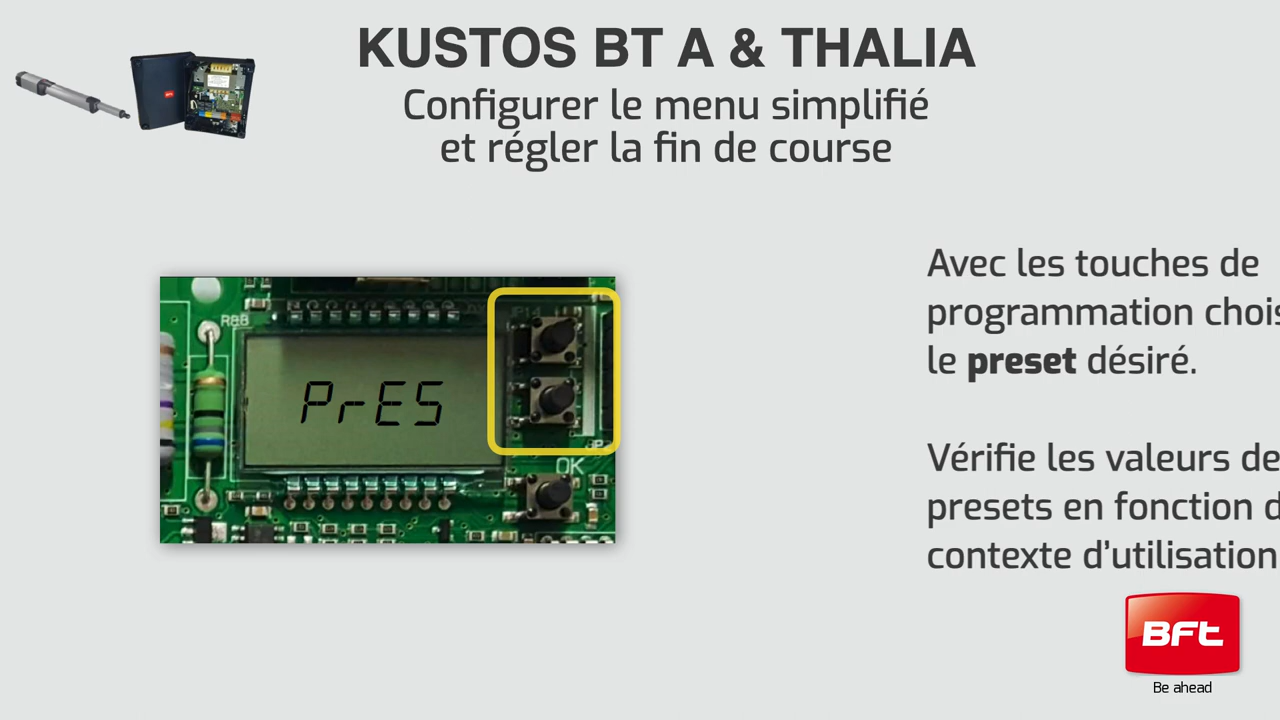 KUSTOS BT A & THALIA
Configurer le menu simplifié
et régler la fin de course
Avec les touches de
programmation
le preset désiré.
Vérifie les valeurs de
presets en fonction
contexte d'utilisation
R8B
PrES
OK
BFt
Be ahead